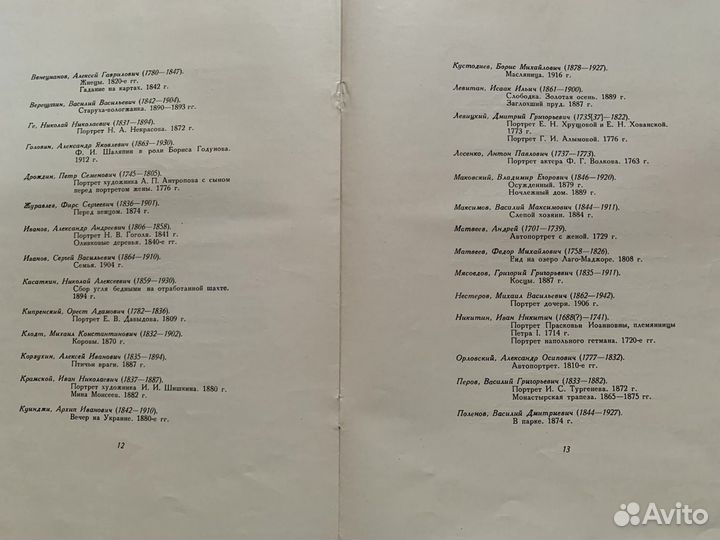 Венецианов, Алексей Гаврилович (1780—1847).
Жнецы. 1820-е гг.
Гадание на картах. 1842 г.
Верещагин, Василий Васильевич (1842—1904).
Старуха-вологжанка. 1890—1893 гг.
Ге, Николай Николаевич (1831—1894).
Портрет Н. А. Некрасова. 1872 г.
Головин, Александр Яковлевич (1863—1930).
Ф. И. Шаляпин в роли Бориса Годунова.
1912 г.
Дрождин, Петр Семенович (1745—1805).
Портрет художника А. П. Антропова с сыном
перед портретом жены. 1776 г.
Журавлев, Фирс Сергеевич (1836—1901).
Перед венцом. 1874 г.
Иванов, Александр Андреевич (1806—1858).
Портрет Н. В. Гоголя. 1841 г.
Оливковые деревья. 1840-е гг.
Иванов, Сергей Васильевич (1864—1910).
Семья. 1904 г.
Касаткин, Николай Алексеевич (1859—1930).
Сбор угля бедными на отработанной шахте.
1894 г.
Кипренский, Орест Адамович (1782—1836).
Портрет Е. В. Давыдова. 1809 г.
Клодт, Михаил Константинович (1832—1902).
Коровы. 1870 г.
Корзухин, Алексей Иванович (1835—1894).
Птичьи враги. 1887 г.
Крамской, Иван Николаевич (1837—1887).
Портрет художника И. И. Шишкина. 1880 г.
Мина Моисеев. 1882 г.
Куинджи, Архип Иванович (1842—1910).
Вечер на Украине. 1880-е гг.
12
Кустодиев, Борис Михайлович (1878—1927).
Масляница. 1916 г.
Левитан, Исаак Ильич (1861—1900).
Слободка. Золотая осень. 1889 г.
Заглохший пруд. 1887 г.
Левицкий, Дмитрий Григорьевич (1735[37]—1822).
Портрет Е. Н. Хрущовой и Е. Н. Хованской.
1773 г.
Портрет Г. И. Алымовой. 1776 г.
Лосенко, Антон Павлович (1737—1773).
Портрет актера Ф. Г. Волкова. 1763 г.
Маковский, Владимир Егорович (1846—1920).
Осужденный. 1879 г.
Ночлежный дом. 1889 г.
Максимов, Василий Максимович (1844—1911).
Слепой хозяин. 1884 г.
Матвеев, Андрей (1701—1739).
Автопортрет с женой. 1729 г.
Матвеев, Федор Михайлович (1758—1826).
Вид на озеро Лаго-Маджоре. 1808 г.
Мясоедов, Григорий Григорьевич (1835—1911).
Косцы. 1887 г.
Нестеров, Михаил Васильевич (1862—1942).
Портрет дочери. 1906 г.
Никитин, Иван Никитич (1688(?)—1741).
Портрет Прасковьи Иоанновны, племянницы
Петра I. 1714 г.
Портрет напольного гетмана. 1720-е гг.
Орловский, Александр Осипович (1777—1832).
Автопортрет. 1810-е гг.
Перов, Василий Григорьевич (1833—1882).
Портрет И. С. Тургенева. 1872 г.
Монастырская трапеза. 1865—1875 гг.
Поленов, Василий Дмитриевич (1844—1927).
В парке. 1874 г.
13
Avito